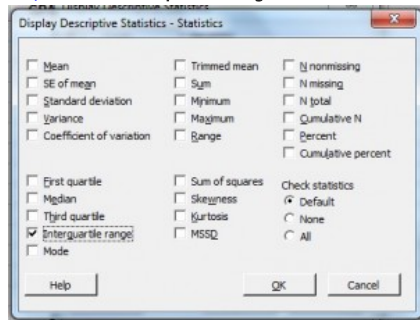 Display Descriptive Statistics - Statistics
Mean
SE of mean
Standard deviation
Variance
Coefficient of variation
Trimmed mean
Sum
Minimum
Maximum
Range
N nonmissing
N missing
N total
Cumulative N
Percent
Cumulative percent
First quartile
Median
Third quartile
Interquartile range
Mode
Sum of squares
Skewness
Kurtosis
MSSD
Check statistics
Default
None
All
Help
OK
Cancel